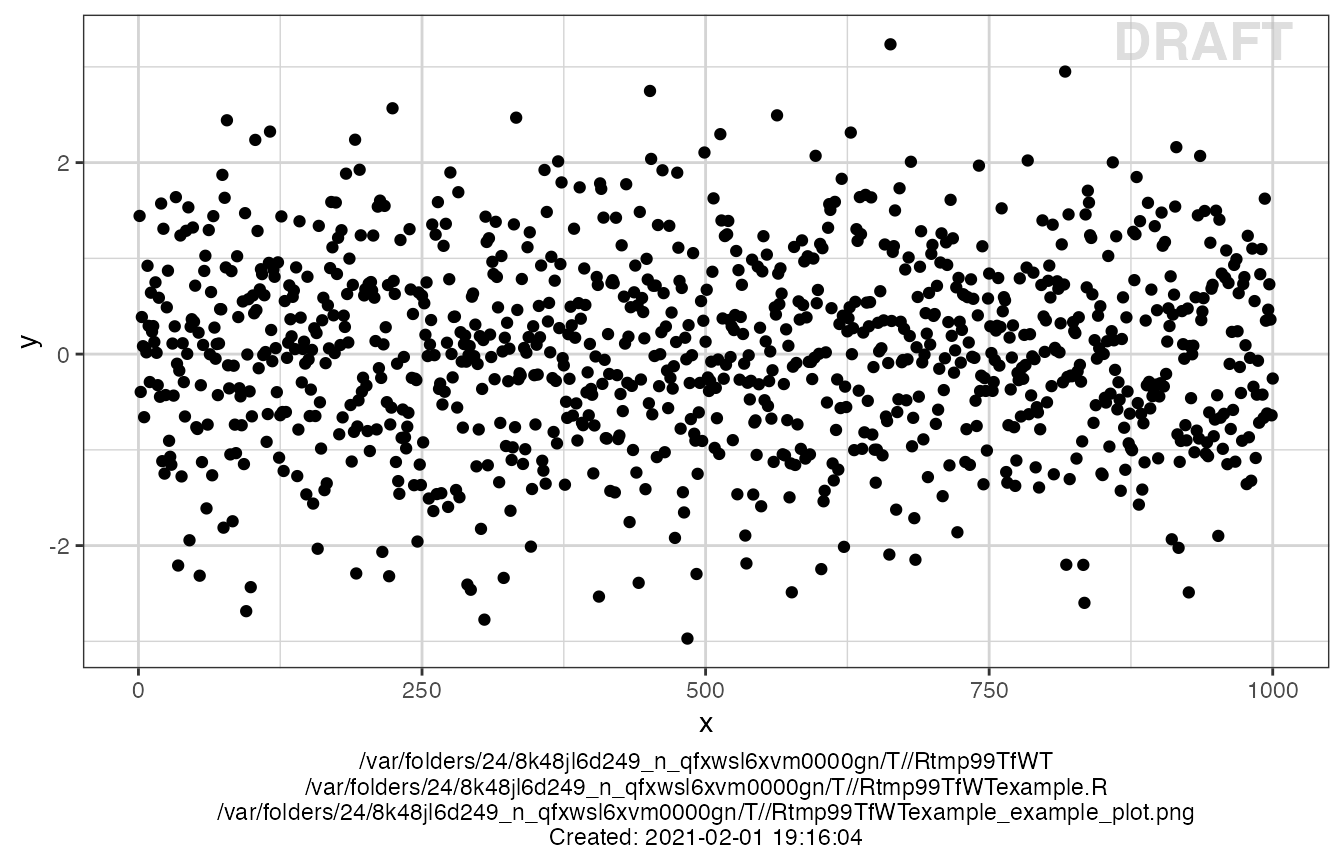 DRAFT
2
0
-2
y
0
250
500
750
1000
x
/var/folders/24/8k48jl6d249_n_qfxwsl6xvm0000gn/T//Rtmp99TfWT
/var/folders/24/8k48jl6d249_n_qfxwsl6xvm0000gn/T//Rtmp99TfWTexample.R
/var/folders/24/8k48jl6d249_n_qfxwsl6xvm0000gn/T//Rtmp99TfWTexample_example_plot.png
Created: 2021-02-01 19:16:04